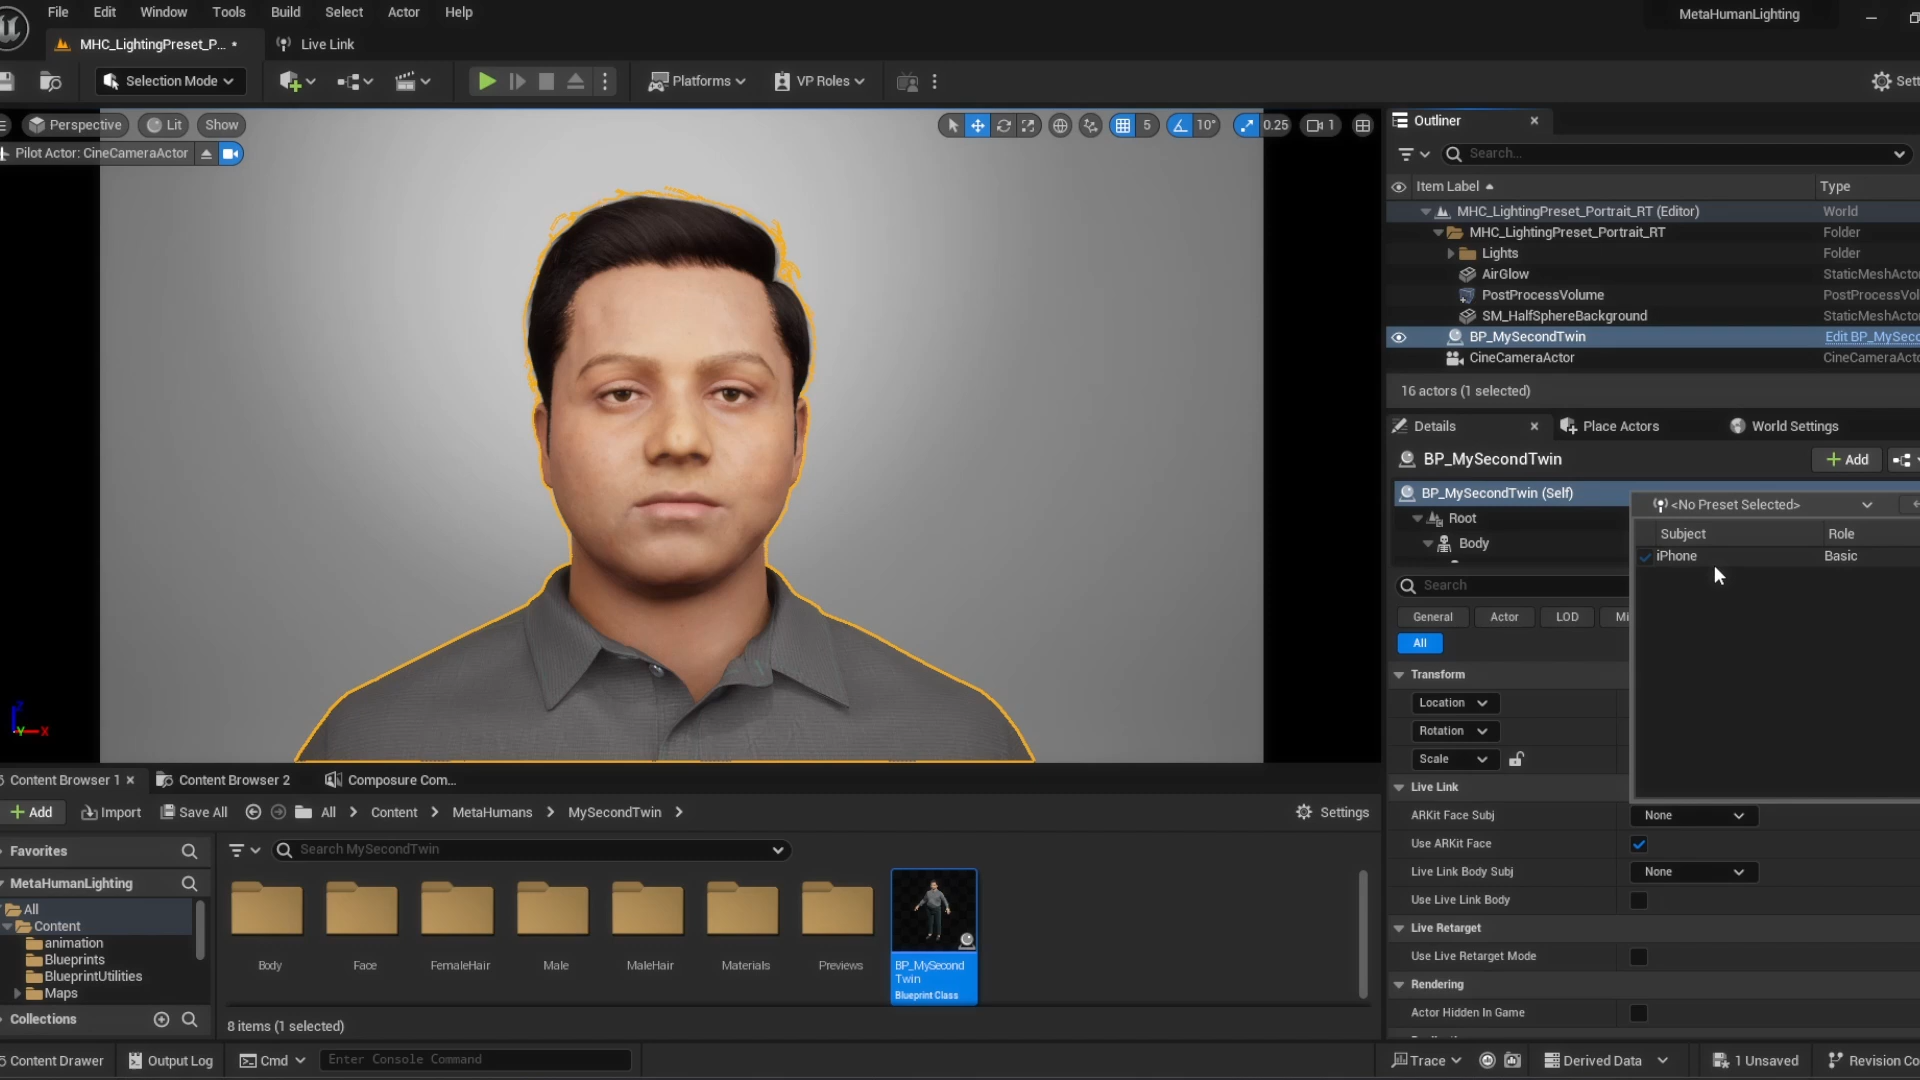 File Edit Window Tools Build Select Actor Help MetaHumanLighting
MHC_LightingPreset_P... • Live Link
Selection Mode Platforms VP Roles Sett
Perspective Lit Show 5 10° 0.25 1
Pilot Actor: CineCameraActor
Outliner
Search...
Item Label Type
MHC_LightingPreset_Portrait_RT (Editor) World
MHC_LightingPreset_Portrait_RT Folder
Lights Folder
AirGlow StaticMeshActo
PostProcessVolume PostProcessVol
SM_HalfSphereBackground StaticMeshActo
BP_MySecondTwin Edit BP_MySeco
CineCameraActor CineCameraActo
16 actors (1 selected)
Details Place Actors World Settings
BP_MySecondTwin + Add
BP_MySecondTwin (Self)
Root
Body
<No Preset Selected>
Subject Role
iPhone Basic
Search
General Actor LOD Mi
All
Transform
Location
Rotation
Scale
Live Link
ARKit Face Subj None
Use ARKit Face
Live Link Body Subj None
Use Live Link Body
Live Retarget
Use Live Retarget Mode
Rendering
Actor Hidden In Game
Z
Y X
Content Browser 1 Content Browser 2 Composure Com...
+ Add Import Save All All > Content > MetaHumans > MySecondTwin > Settings
Favorites
Search MySecondTwin
MetaHumanLighting
All
Content
animation
Blueprints
BlueprintUtilities
Maps
Collections
Body Face FemaleHair Male MaleHair Materials Previews
BP_MySecond
Twin
Blueprint Class
8 items (1 selected)
Content Drawer Output Log Cmd Enter Console Command Trace Derived Data 1 Unsaved Revision Co